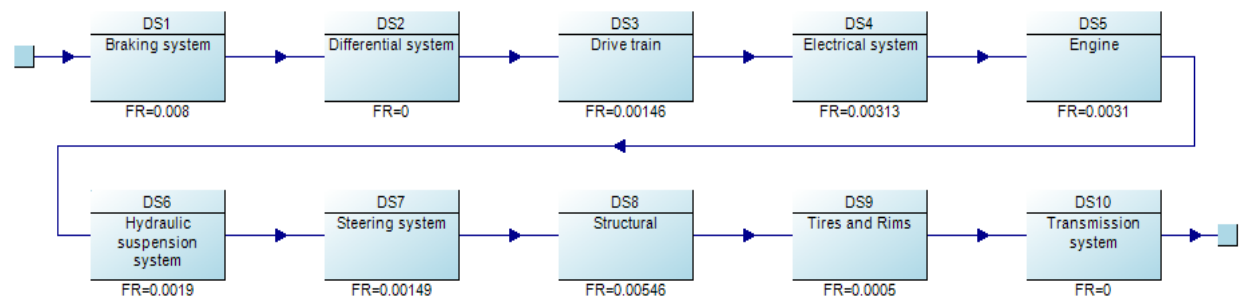 DS1 DS2 DS3 DS4 DS5
Braking system Differential system Drive train Electrical system Engine
FR=0.008 FR=0 FR=0.00146 FR=0.00313 FR=0.0031
DS6 DS7 DS8 DS9 DS10
Hydraulic Steering system Structural Tires and Rims Transmission
suspension system
system
FR=0.0019 FR=0.00149 FR=0.00546 FR=0.0005 FR=0